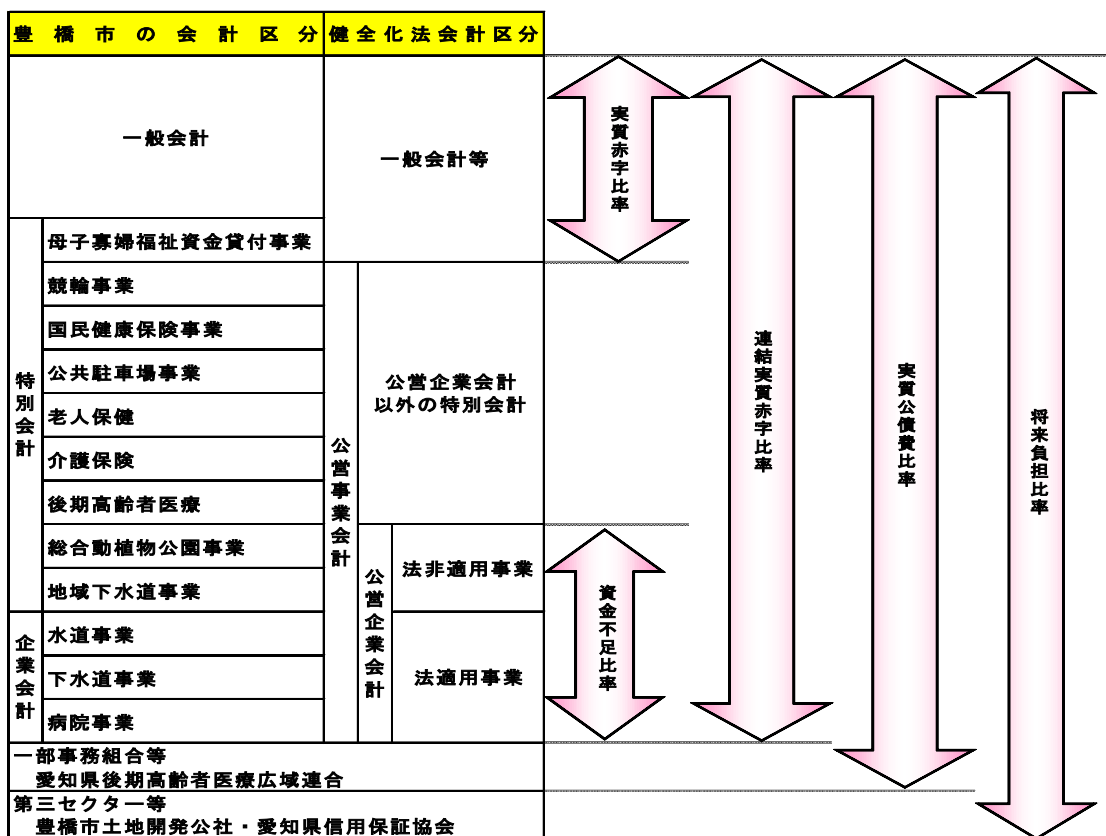 豊橋市の会計区分
健全化法会計区分
一般会計
一般会計等
特別会計
母子寡婦福祉資金貸付事業
競輪事業
国民健康保険事業
公共駐車場事業
老人保健
介護保険
後期高齢者医療
総合動植物公園事業
地域下水道事業
企業会計
水道事業
下水道事業
病院事業
公営事業会計
公営企業会計
以外の特別会計
公営企業会計
法非適用事業
法適用事業
一部事務組合等
愛知県後期高齢者医療広域連合
第三セクター等
豊橋市土地開発公社・愛知県信用保証協会
実質赤字比率
資金不足比率
連結実質赤字比率
実質公債費比率
将来負担比率